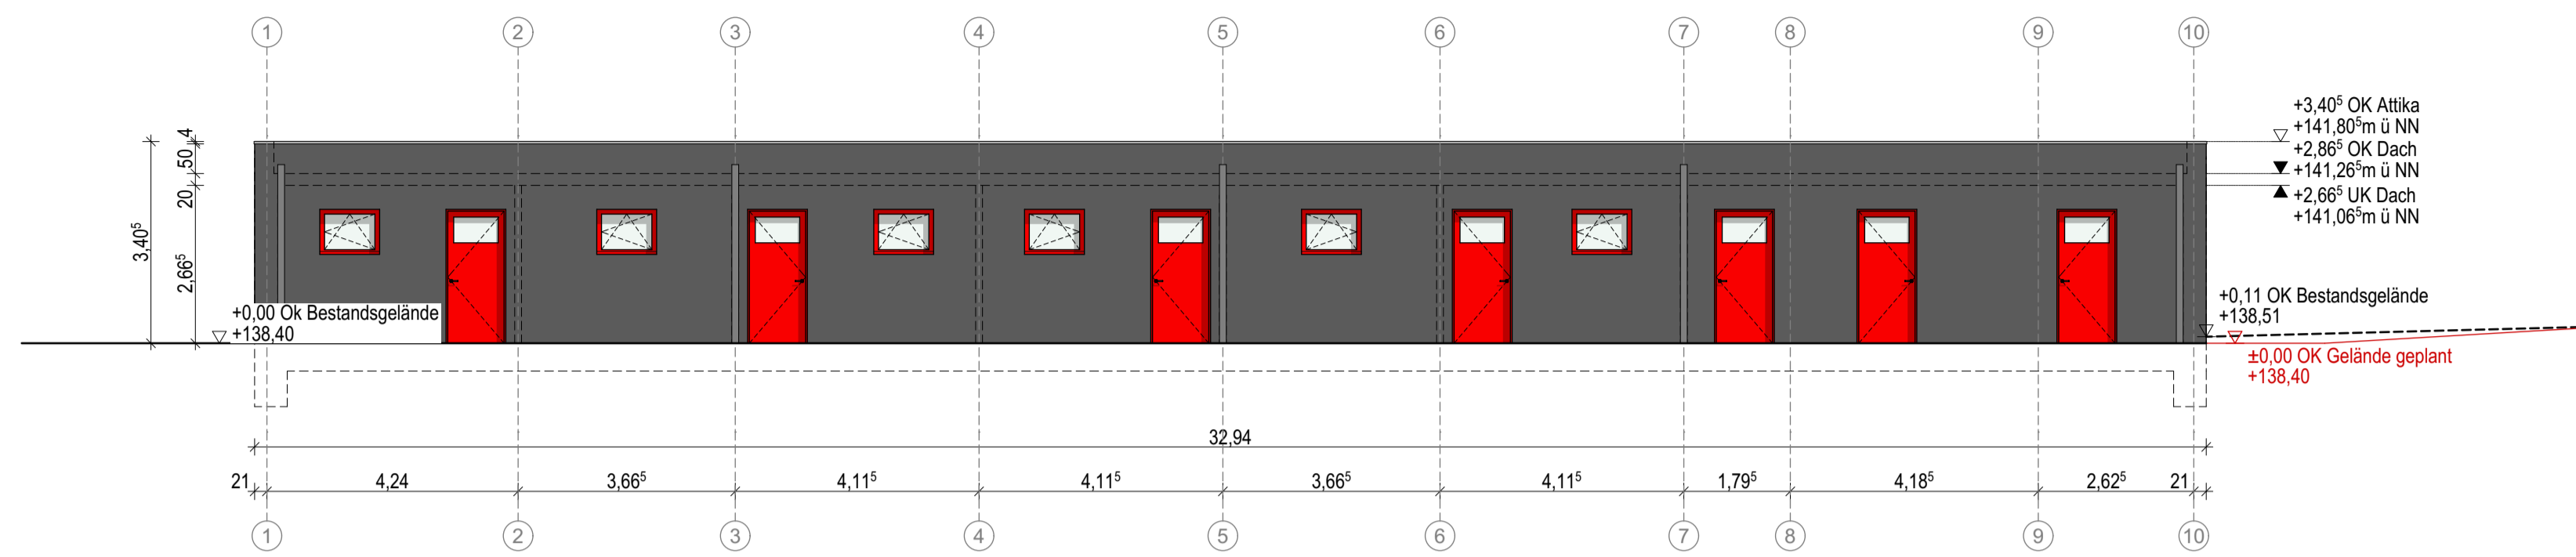 1 2 3 4 5 6 7 8 9 10
+3,40⁵ OK Attika
+141,80⁵m ü NN
+2,86⁵ OK Dach
+141,26⁵m ü NN
+2,66⁵ UK Dach
+141,06⁵m ü NN
4
50
20
2,66⁵
3,40⁵
+0,00 Ok Bestandsgelände
+138,40
+0,11 OK Bestandsgelände
+138,51
±0,00 OK Gelände geplant
+138,40
32,94
21 4,24 3,66⁵ 4,11⁵ 4,11⁵ 3,66⁵ 4,11⁵ 1,79⁵ 4,18⁵ 2,62⁵ 21
1 2 3 4 5 6 7 8 9 10